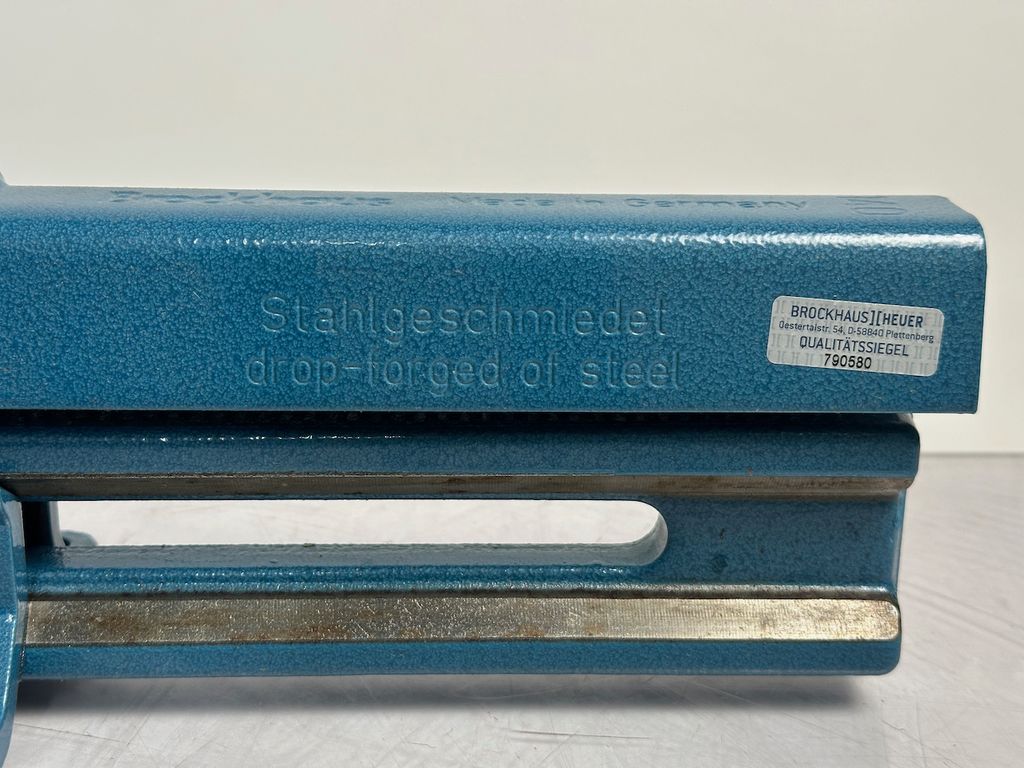 Brockhaus Made in Germany
Stahlgeschmiedet
drop-forged of steel
BROCKHAUS][HEUER
Oestertalstr. 54, D-58840 Plettenberg
QUALITÄTSSIEGEL
790580